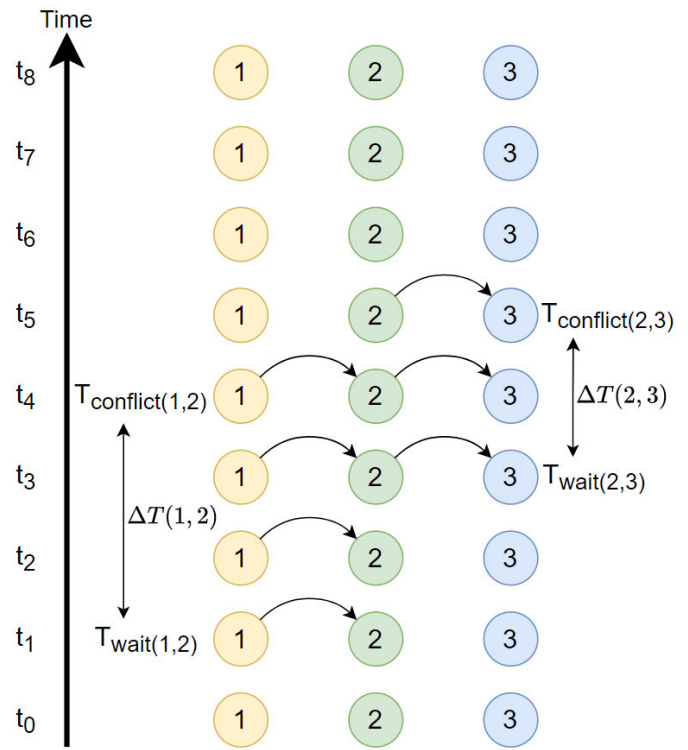 Time
t8 1 2 3
t7 1 2 3
t6 1 2 3
t5 1 2 3 Tconflict(2,3)
t4 Tconflict(1,2) 1 2 3 ΔT(2,3)
t3 1 2 3 Twait(2,3)
ΔT(1,2)
t2 1 2 3
t1 Twait(1,2) 1 2 3
t0 1 2 3